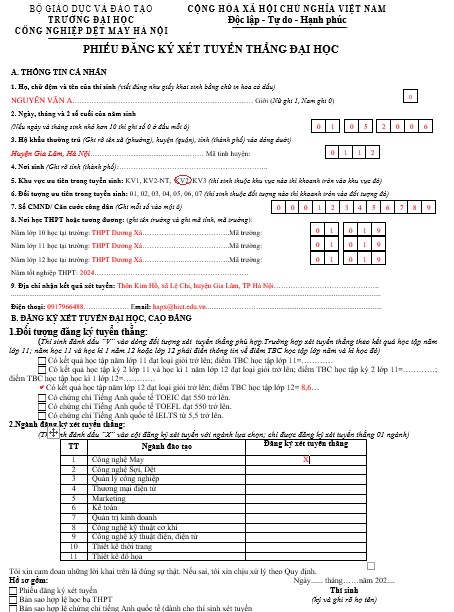 BỘ GIÁO DỤC VÀ ĐÀO TẠO
TRƯỜNG ĐẠI HỌC
CÔNG NGHIỆP DỆT MAY HÀ NỘI
CỘNG HÒA XÃ HỘI CHỦ NGHĨA VIỆT NAM
Độc lập - Tự do - Hạnh phúc
PHIẾU ĐĂNG KÝ XÉT TUYỂN THẲNG ĐẠI HỌC
A. THÔNG TIN CÁ NHÂN
1. Họ, chữ đệm và tên của thí sinh (viết đúng như giấy khai sinh bằng chữ in hoa có dấu)
NGUYỄN VĂN A............ Giới (Nữ ghi 1, Nam ghi 0) 0
2. Ngày, tháng và 2 số cuối của năm sinh
(Nếu ngày và tháng sinh nhỏ hơn 10 thì ghi số 0 ở đầu mỗi ô) 0 1 0 5 2 0 0 6
3. Hộ khẩu thường trú (Ghi rõ tên xã (phường), huyện (quận), tỉnh (thành phố) vào dòng dưới)
Huyện Gia Lâm, Hà Nội............ Mã tỉnh huyện: 0 1 1 2
4. Nơi sinh (Ghi rõ tỉnh (thành phố):............
5. Khu vực ưu tiên trong tuyển sinh: KV1, KV2-NT, KV2, KV3 (thí sinh thuộc khu vực nào thì khoanh tròn vào khu vực đó)
6. Đối tượng ưu tiên trong tuyển sinh: 01, 02, 03, 04, 05, 06, 07 (thí sinh thuộc đối tượng nào thì khoanh tròn vào đối tượng đó)
7. Số CMND/ Căn cước công dân (Ghi mỗi số vào một ô) 0 0 0 1 2 3 4 5 6 7 8 9
8. Nơi học THPT hoặc tương đương: (ghi tên trường và ghi mã tỉnh, mã trường):
Năm lớp 10 học tại trường: THPT Dương Xá............Mã trường: 0 1 0 1 9
Năm lớp 11 học tại trường: THPT Dương Xá............Mã trường: 0 1 0 1 9
Năm lớp 12 học tại trường: THPT Dương Xá............Mã trường: 0 1 0 1 9
Năm tốt nghiệp THPT: 2024............
9. Địa chỉ nhận kết quả xét tuyển: Thôn Kim Hồ, xã Lệ Chi, huyện Gia Lâm, TP Hà Nội............
Điện thoại: 0917966488............ Email: hapx@hict.edu.vn............
B. ĐĂNG KÝ XÉT TUYỂN ĐẠI HỌC, CAO ĐẲNG
1.Đối tượng đăng ký tuyển thẳng:
(Thí sinh đánh dấu "V" vào dòng đối tượng xét tuyển thẳng phù hợp.Trường hợp xét tuyển thẳng theo kết quả học tập năm
lớp 11; năm học 11 và học kì 1 năm 12 hoặc lớp 12 phải điền thông tin về điểm TBC học tập lớp năm và kì học đó)
Có kết quả học tập năm lớp 11 đạt loại giỏi trở lên; điểm TBC học tập lớp 11=............
Có kết quả học tập kỳ 2 lớp 11 và học kì 1 năm lớp 12 đạt loại giỏi trở lên; điểm TBC học tập kỳ 2 lớp 11=............;
điểm TBC học tập học kì 1 lớp 12=............
Có kết quả học tập năm lớp 12 đạt loại giỏi trở lên; điểm TBC học tập lớp 12= 8,6…
Có chứng chỉ Tiếng Anh quốc tế TOEIC đạt 550 trở lên.
Có chứng chỉ Tiếng Anh quốc tế TOEFL đạt 550 trở lên.
Có chứng chỉ Tiếng Anh quốc tế IELTS từ 5,5 trở lên.
2.Ngành đăng ký tuyển thẳng:
sinh đánh dấu "X" vào cột đăng ký xét tuyển với ngành lựa chọn; chỉ được đăng ký xét tuyển thẳng 01 ngành)
TT Ngành đào tạo Đăng ký xét tuyển thẳng
1 Công nghệ May X
2 Công nghệ Sợi, Dệt
3 Quản lý công nghiệp
4 Thương mại điện tử
5 Marketing
6 Kế toán
7 Quản trị kinh doanh
8 Công nghệ kỹ thuật cơ khí
9 Công nghệ kỹ thuật điện, điện tử
10 Thiết kế thời trang
11 Thiết kế đồ họa
Tôi xin cam đoan những lời khai trên là đúng sự thật. Nếu sai, tôi xin chịu xử lý theo Quy định.
Hồ sơ gồm:
Ngày...... tháng ......năm 202....
Phiếu đăng ký xét tuyển
Thí sinh
Bản sao hợp lệ học bạ THPT
(ký và ghi rõ họ tên)
Bản sao hợp lệ chứng chỉ tiếng Anh quốc tế (dành cho thí sinh xét tuyển